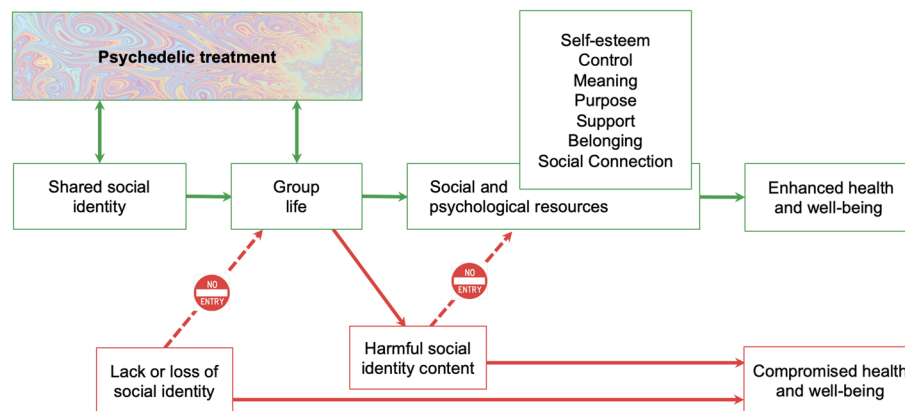 Psychedelic treatment
Self-esteem
Control
Meaning
Purpose
Support
Belonging
Social Connection
Shared social
identity
Group
life
Social and
psychological resources
Enhanced health
and well-being
NO
ENTRY
NO
ENTRY
Lack or loss of
social identity
Harmful social
identity content
Compromised health
and well-being